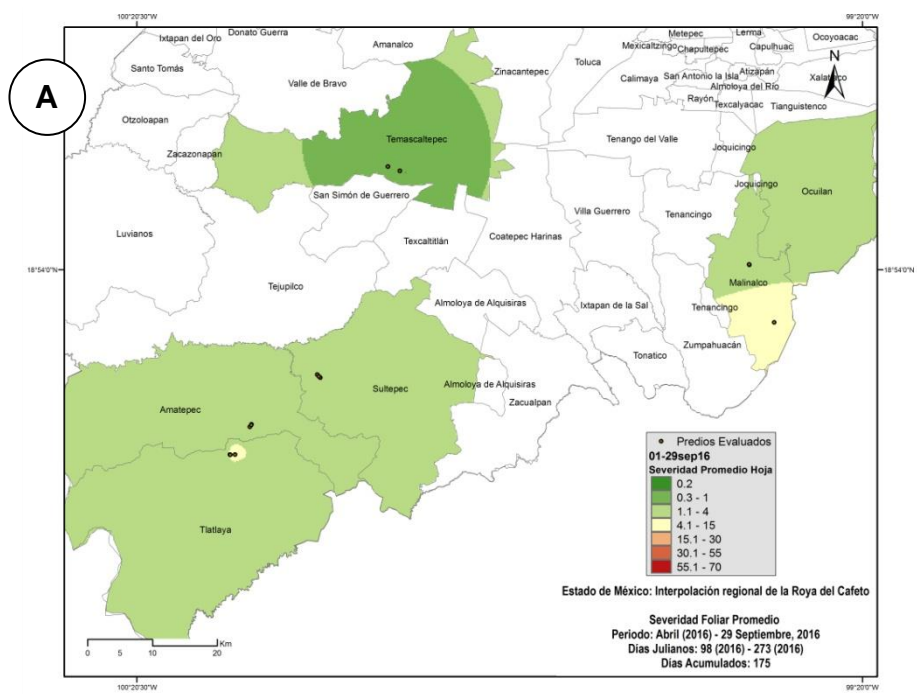 100°20'30"W
99°20'0"W
A
Ixtapan del Oro
Donato Guerra
Amanalco
Metepec
Lerma
Ocoyoacac
Mexicaltzingo
Capulhuac
Chapultepec
Santo Tomás
Valle de Bravo
Zinacantepec
Toluca
Calimaya
San Antonio la Isla
Atizapán
Xalatlaco
N
Almoloya del Río
Rayón
Texcalyacac
Tianguistenco
Otzoloapan
Temascaltepec
Tenango del Valle
Joquicingo
Zacazonapan
Joquicingo
Ocuilan
San Simón de Guerrero
Villa Guerrero
Tenancingo
Luvianos
Texcaltitlán
Coatepec Harinas
18°54'0"N
18°54'0"N
Tejupilco
Malinalco
Almoloya de Alquisiras
Ixtapan de la Sal
Tenancingo
Zumpahuacán
Tonatico
Sultepec
Almoloya de Alquisiras
Zacualpan
Amatepec
Tlatlaya
Predios Evaluados
01-29sep16
Severidad Promedio Hoja
0.2
0.3 - 1
1.1 - 4
4.1 - 15
15.1 - 30
30.1 - 55
55.1 - 70
Estado de México: Interpolación regional de la Roya del Cafeto
Severidad Foliar Promedio
Periodo: Abril (2016) - 29 Septiembre, 2016
Dias Julianos: 98 (2016) - 273 (2016)
Dias Acumulados: 175
Km
0 5 10 20
100°20'30"W
99°20'0"W